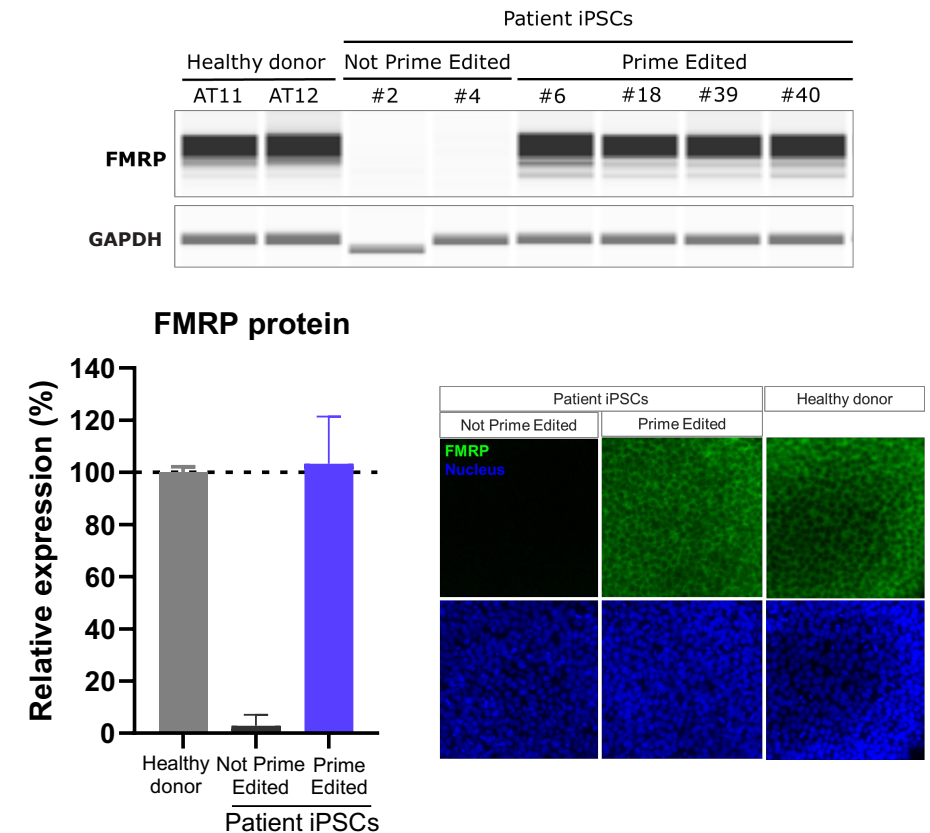 Patient iPSCs
Healthy donor Not Prime Edited Prime Edited
AT11 AT12 #2 #4 #6 #18 #39 #40
FMRP
GAPDH
FMRP protein
Relative expression (%)
140
120
100
80
60
40
20
0
Healthy donor
Not Prime Edited
Prime Edited
Patient iPSCs
Patient iPSCs Healthy donor
Not Prime Edited Prime Edited
FMRP
Nucleus